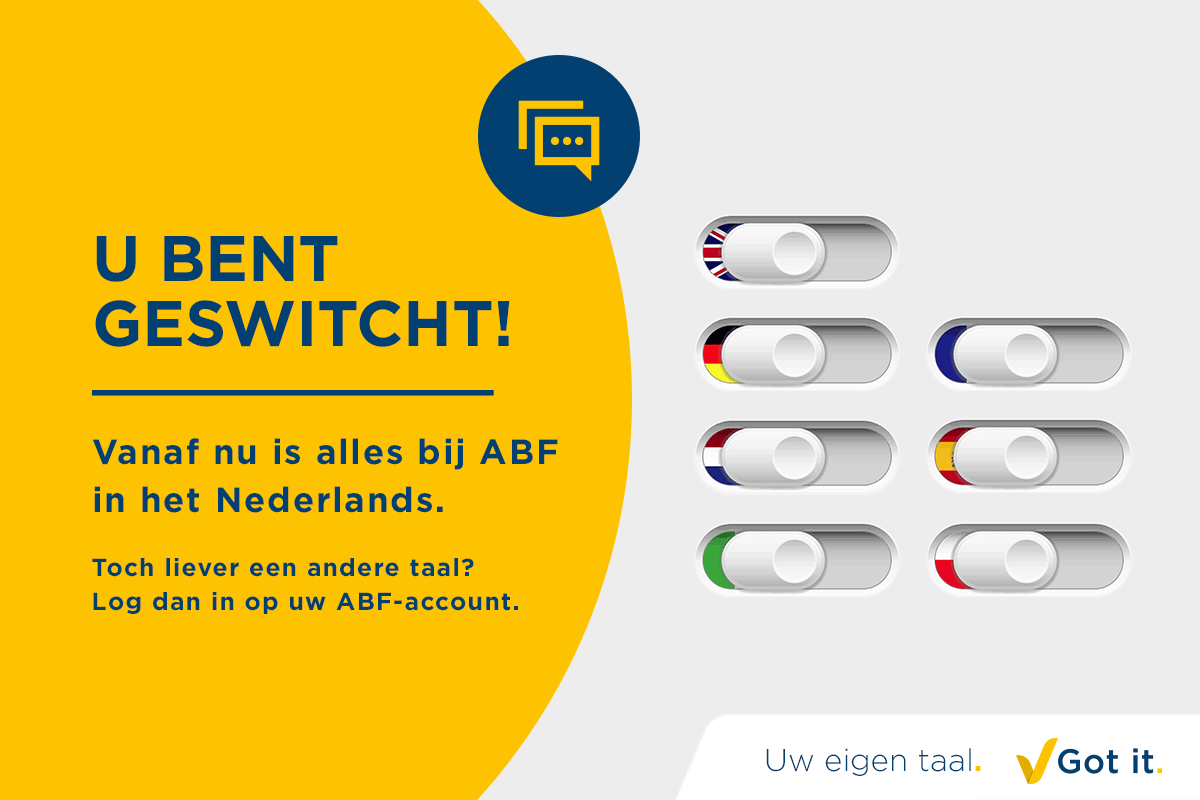 U BENT
GESWITCHT!
Vanaf nu is alles bij ABF
in het Nederlands.
Toch liever een andere taal?
Log dan in op uw ABF-account.
Uw eigen taal. Got it.